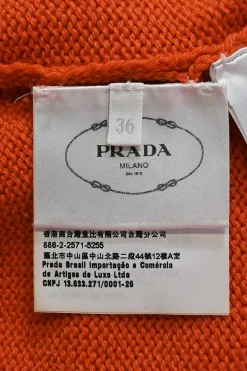 36
PRADA
MILANO
DAL 1913
香港商台灣普拉達有限公司台灣分公司
886-2-2571-5255
臺北市中山區中山北路二段44號12樓A室
Prada Brasil Importação e Comércio
de Artigos de Luxo Ltda
CNPJ 13.633.271/0001-26